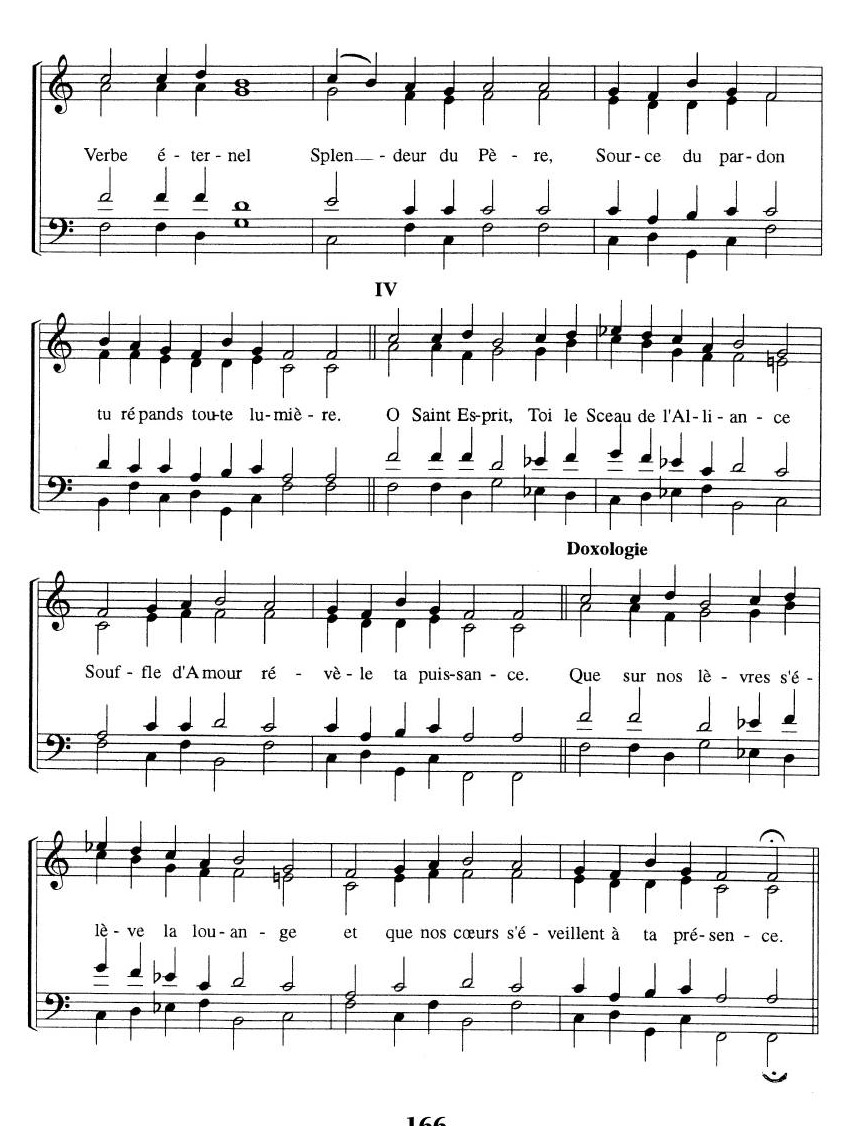 Verbe é - ter - nel Splen - deur du Pè - re, Sour - ce du par - don
IV
tu répands tou-te lu-miè - re. O Saint Es-prit, Toi le Sceau de l'Al - li - an - ce
Doxologie
Souf - fle d'Amour ré - vè - le ta puis-san - ce. Que sur nos lè - vres s'é -
lè - ve la lou - an - ge et que nos cœurs s'é - veillent à ta pré - sen - ce.
166